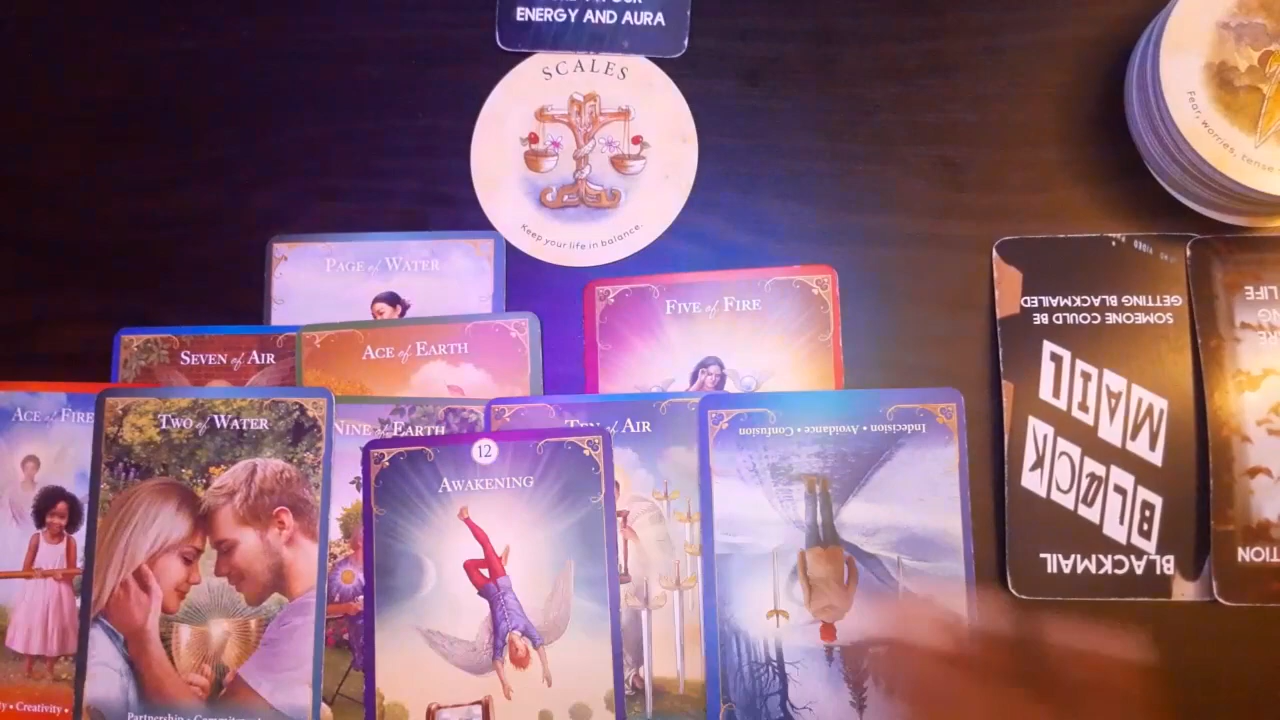 ENERGY AND AURA
SCALES
Keep your life in balance.
Fear, worries, tense
PAGE of WATER
FIVE of FIRE
SEVEN of AIR
ACE of EARTH
ACE of FIRE
TWO of WATER
NINE of EARTH
TEN of AIR
12
AWAKENING
Indecision • Avoidance • Confusion
BLACKMAIL
BLACK
MAIL
SOMEONE COULD BE
GETTING BLACKMAILED
LIFE
Creativity •
Partnership •